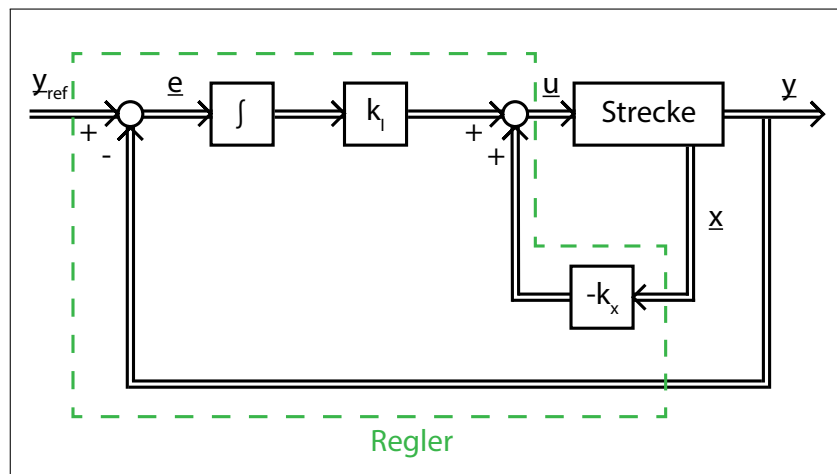 y_ref e ∫ k_I u Strecke y
+ - + +
x
-k_x
Regler